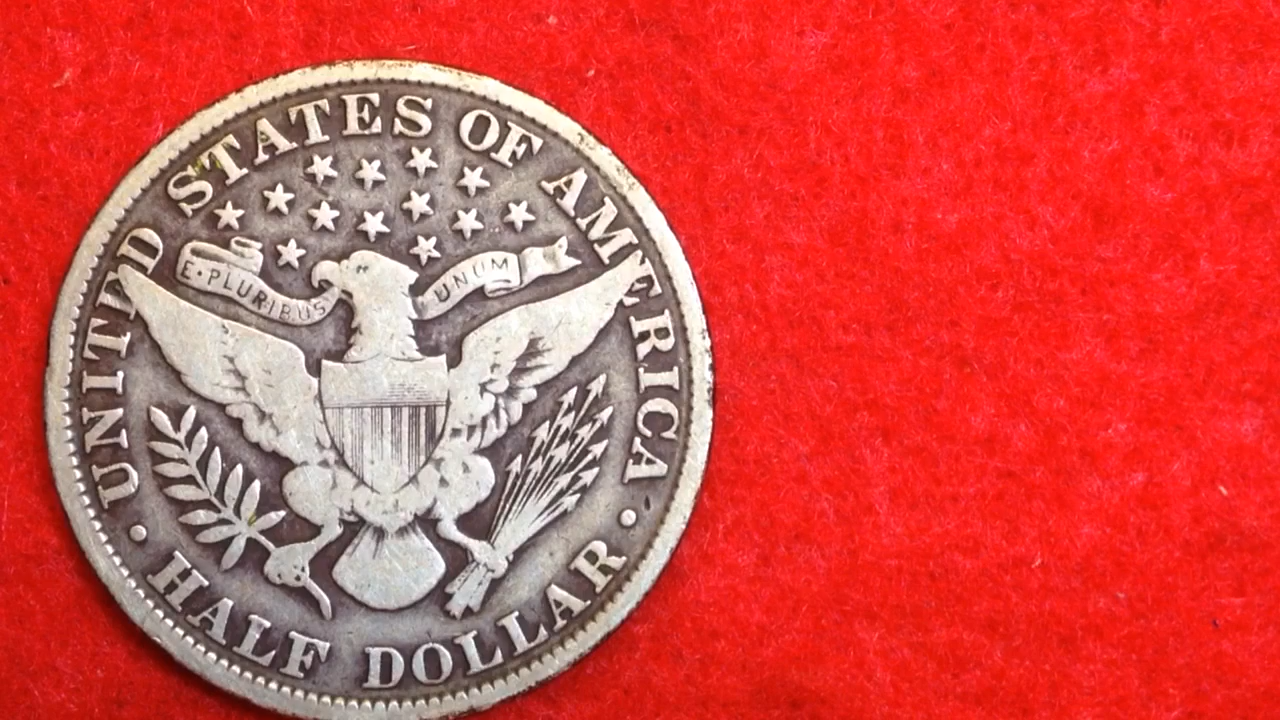 UNITED STATES OF AMERICA
E·PLURIBUS UNUM
· HALF DOLLAR ·